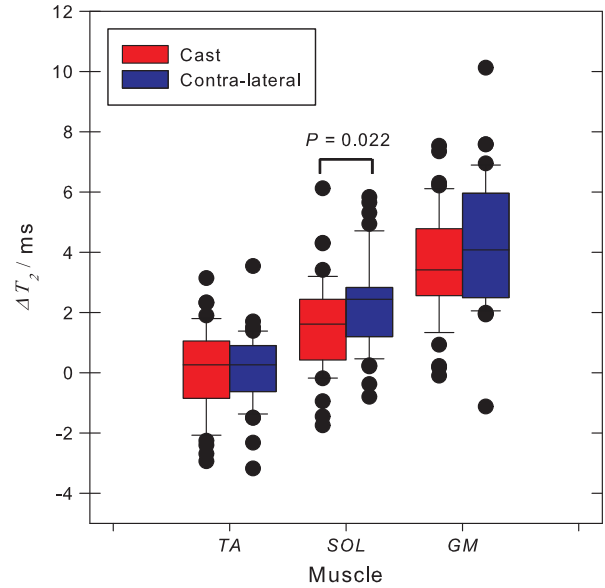 12
10
8
6
4
2
0
-2
-4
ΔT₂ / ms
Cast
Contra-lateral
P = 0.022
TA SOL GM
Muscle